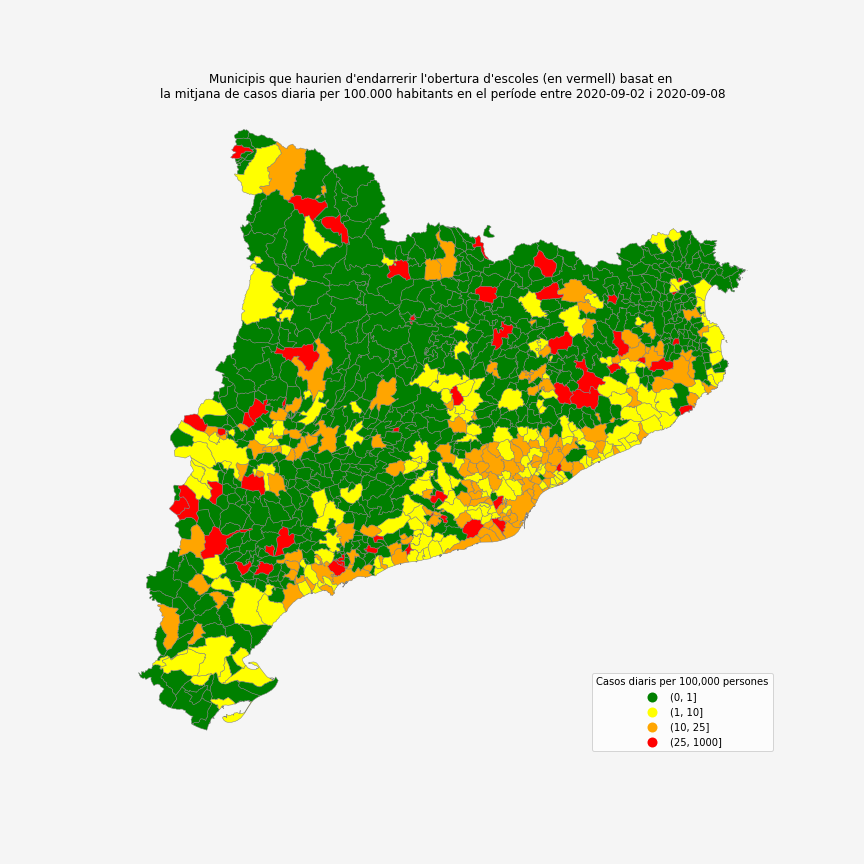 Municipis que haurien d'endarrerir l'obertura d'escoles (en vermell) basat en
la mitjana de casos diaria per 100.000 habitants en el període entre 2020-09-02 i 2020-09-08
Casos diaris per 100,000 persones
(0, 1]
(1, 10]
(10, 25]
(25, 1000]